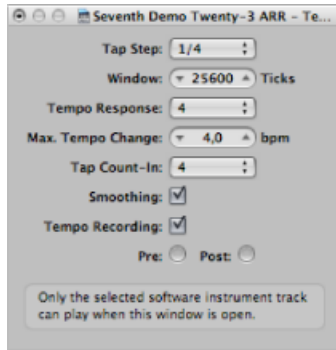 Seventh Demo Twenty-3 ARR - Te...
Tap Step: 1/4
Window: 25600 Ticks
Tempo Response: 4
Max. Tempo Change: 4,0 bpm
Tap Count-In: 4
Smoothing:
Tempo Recording:
Pre: Post:
Only the selected software instrument track
can play when this window is open.